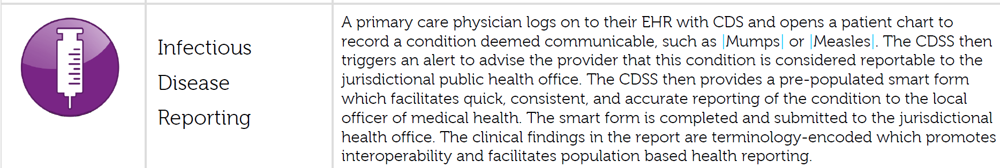 Infectious
Disease
Reporting
A primary care physician logs on to their EHR with CDS and opens a patient chart to
record a condition deemed communicable, such as |Mumps| or |Measles|. The CDSS then
triggers an alert to advise the provider that this condition is considered reportable to the
jurisdictional public health office. The CDSS then provides a pre-populated smart form
which facilitates quick, consistent, and accurate reporting of the condition to the local
officer of medical health. The smart form is completed and submitted to the jurisdictional
health office. The clinical findings in the report are terminology-encoded which promotes
interoperability and facilitates population based health reporting.